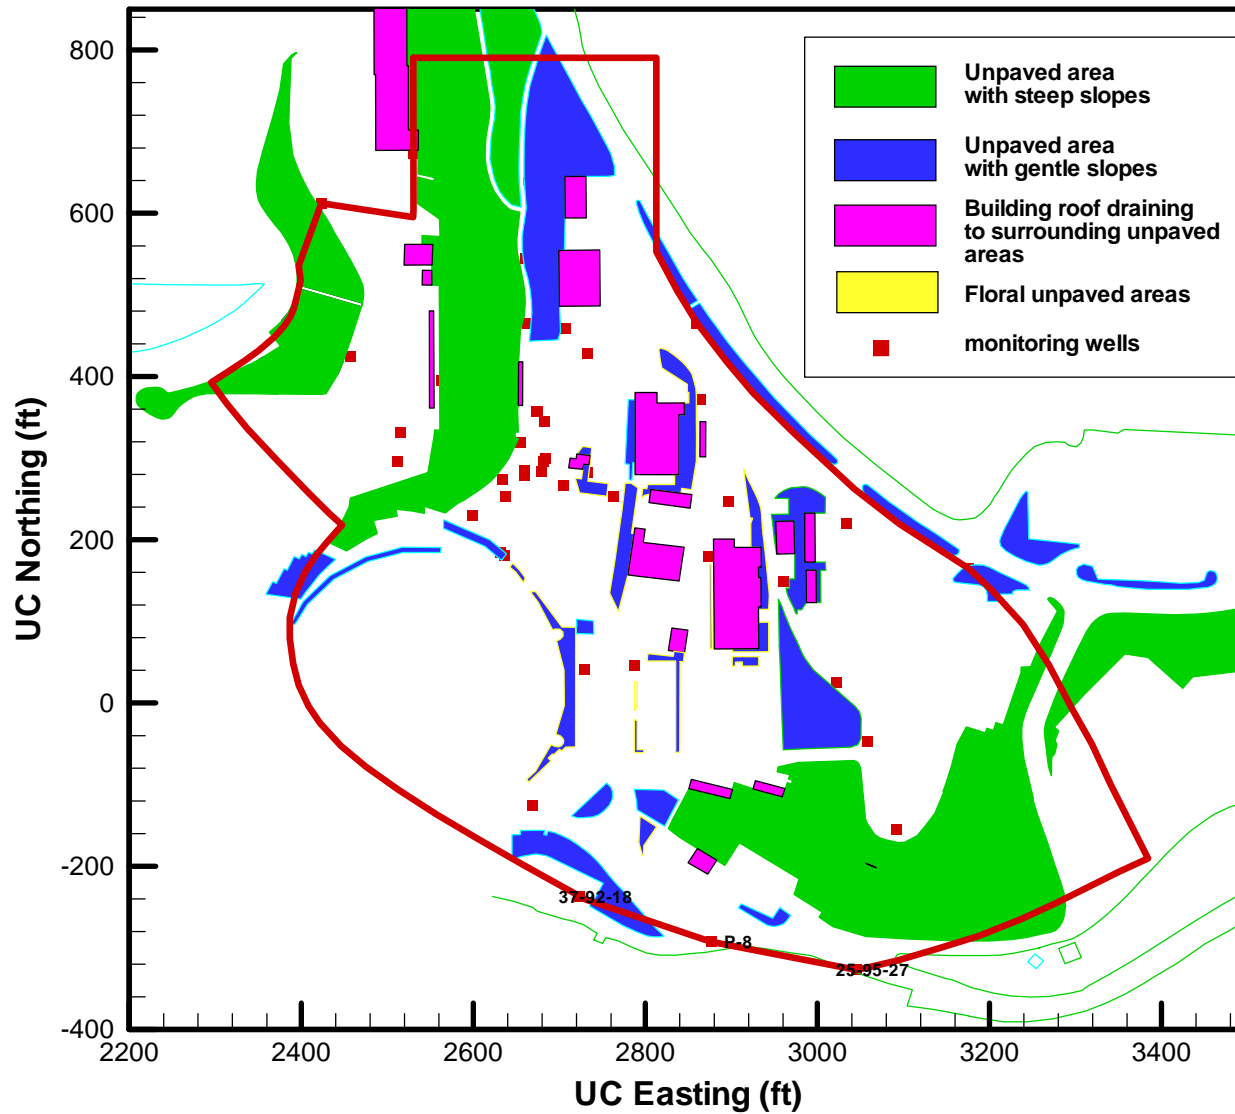 800
600
400
200
0
-200
-400
UC Northing (ft)
2200
2400
2600
2800
3000
3200
3400
UC Easting (ft)
Unpaved area
with steep slopes
Unpaved area
with gentle slopes
Building roof draining
to surrounding unpaved
areas
Floral unpaved areas
monitoring wells
37-92-18
P-8
25-95-27